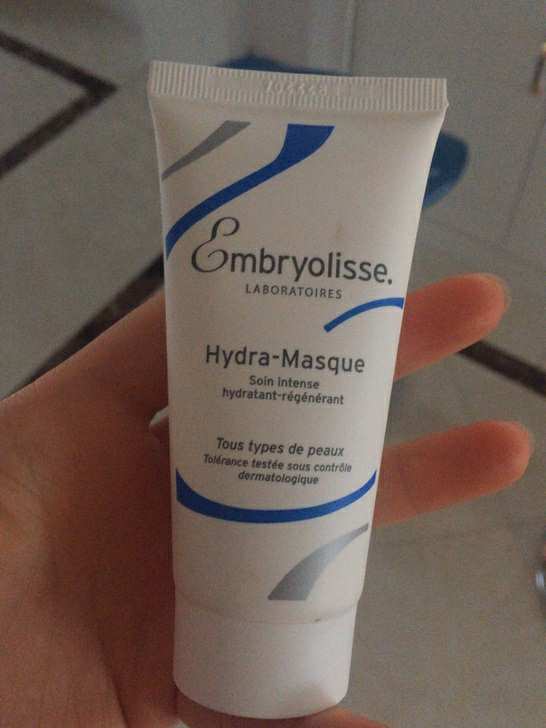 Embryolisse.
LABORATOIRES
Hydra-Masque
Soin Intense
hydratant-régénérant
Tous types de peaux
Tolérance testée sous contrôle
dermatologique